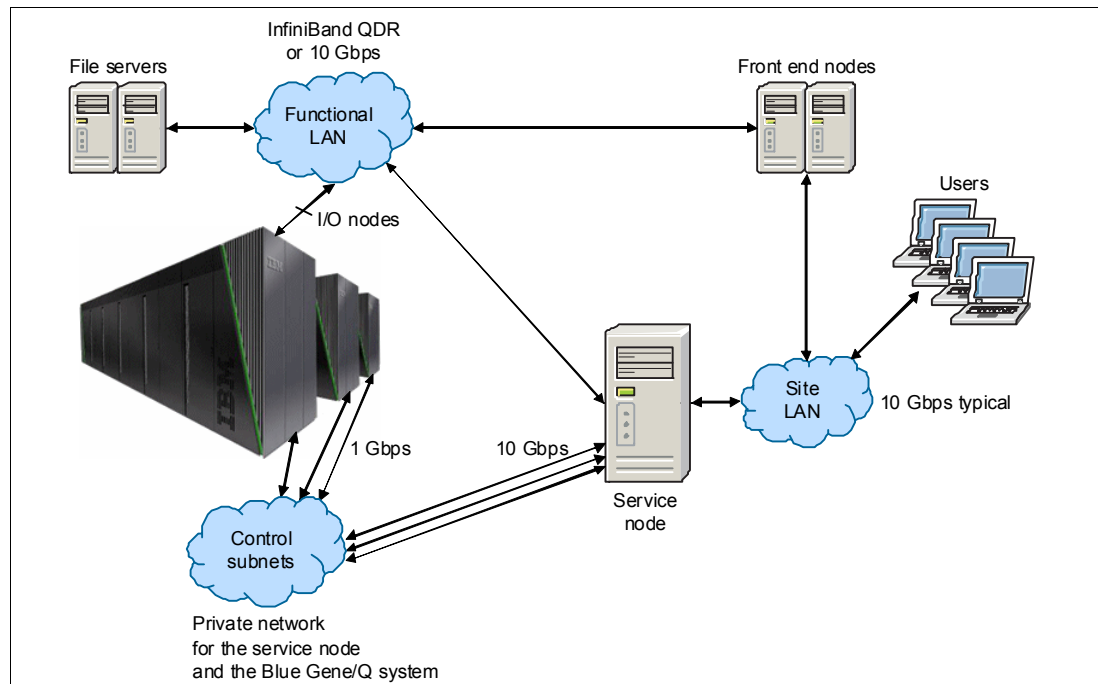 InfiniBand QDR
or 10 Gbps
File servers
Functional
LAN
Front end nodes
Users
I/O nodes
IBM
IBM
1 Gbps
10 Gbps
Site
LAN
10 Gbps typical
Service
node
Control
subnets
Private network
for the service node
and the Blue Gene/Q system